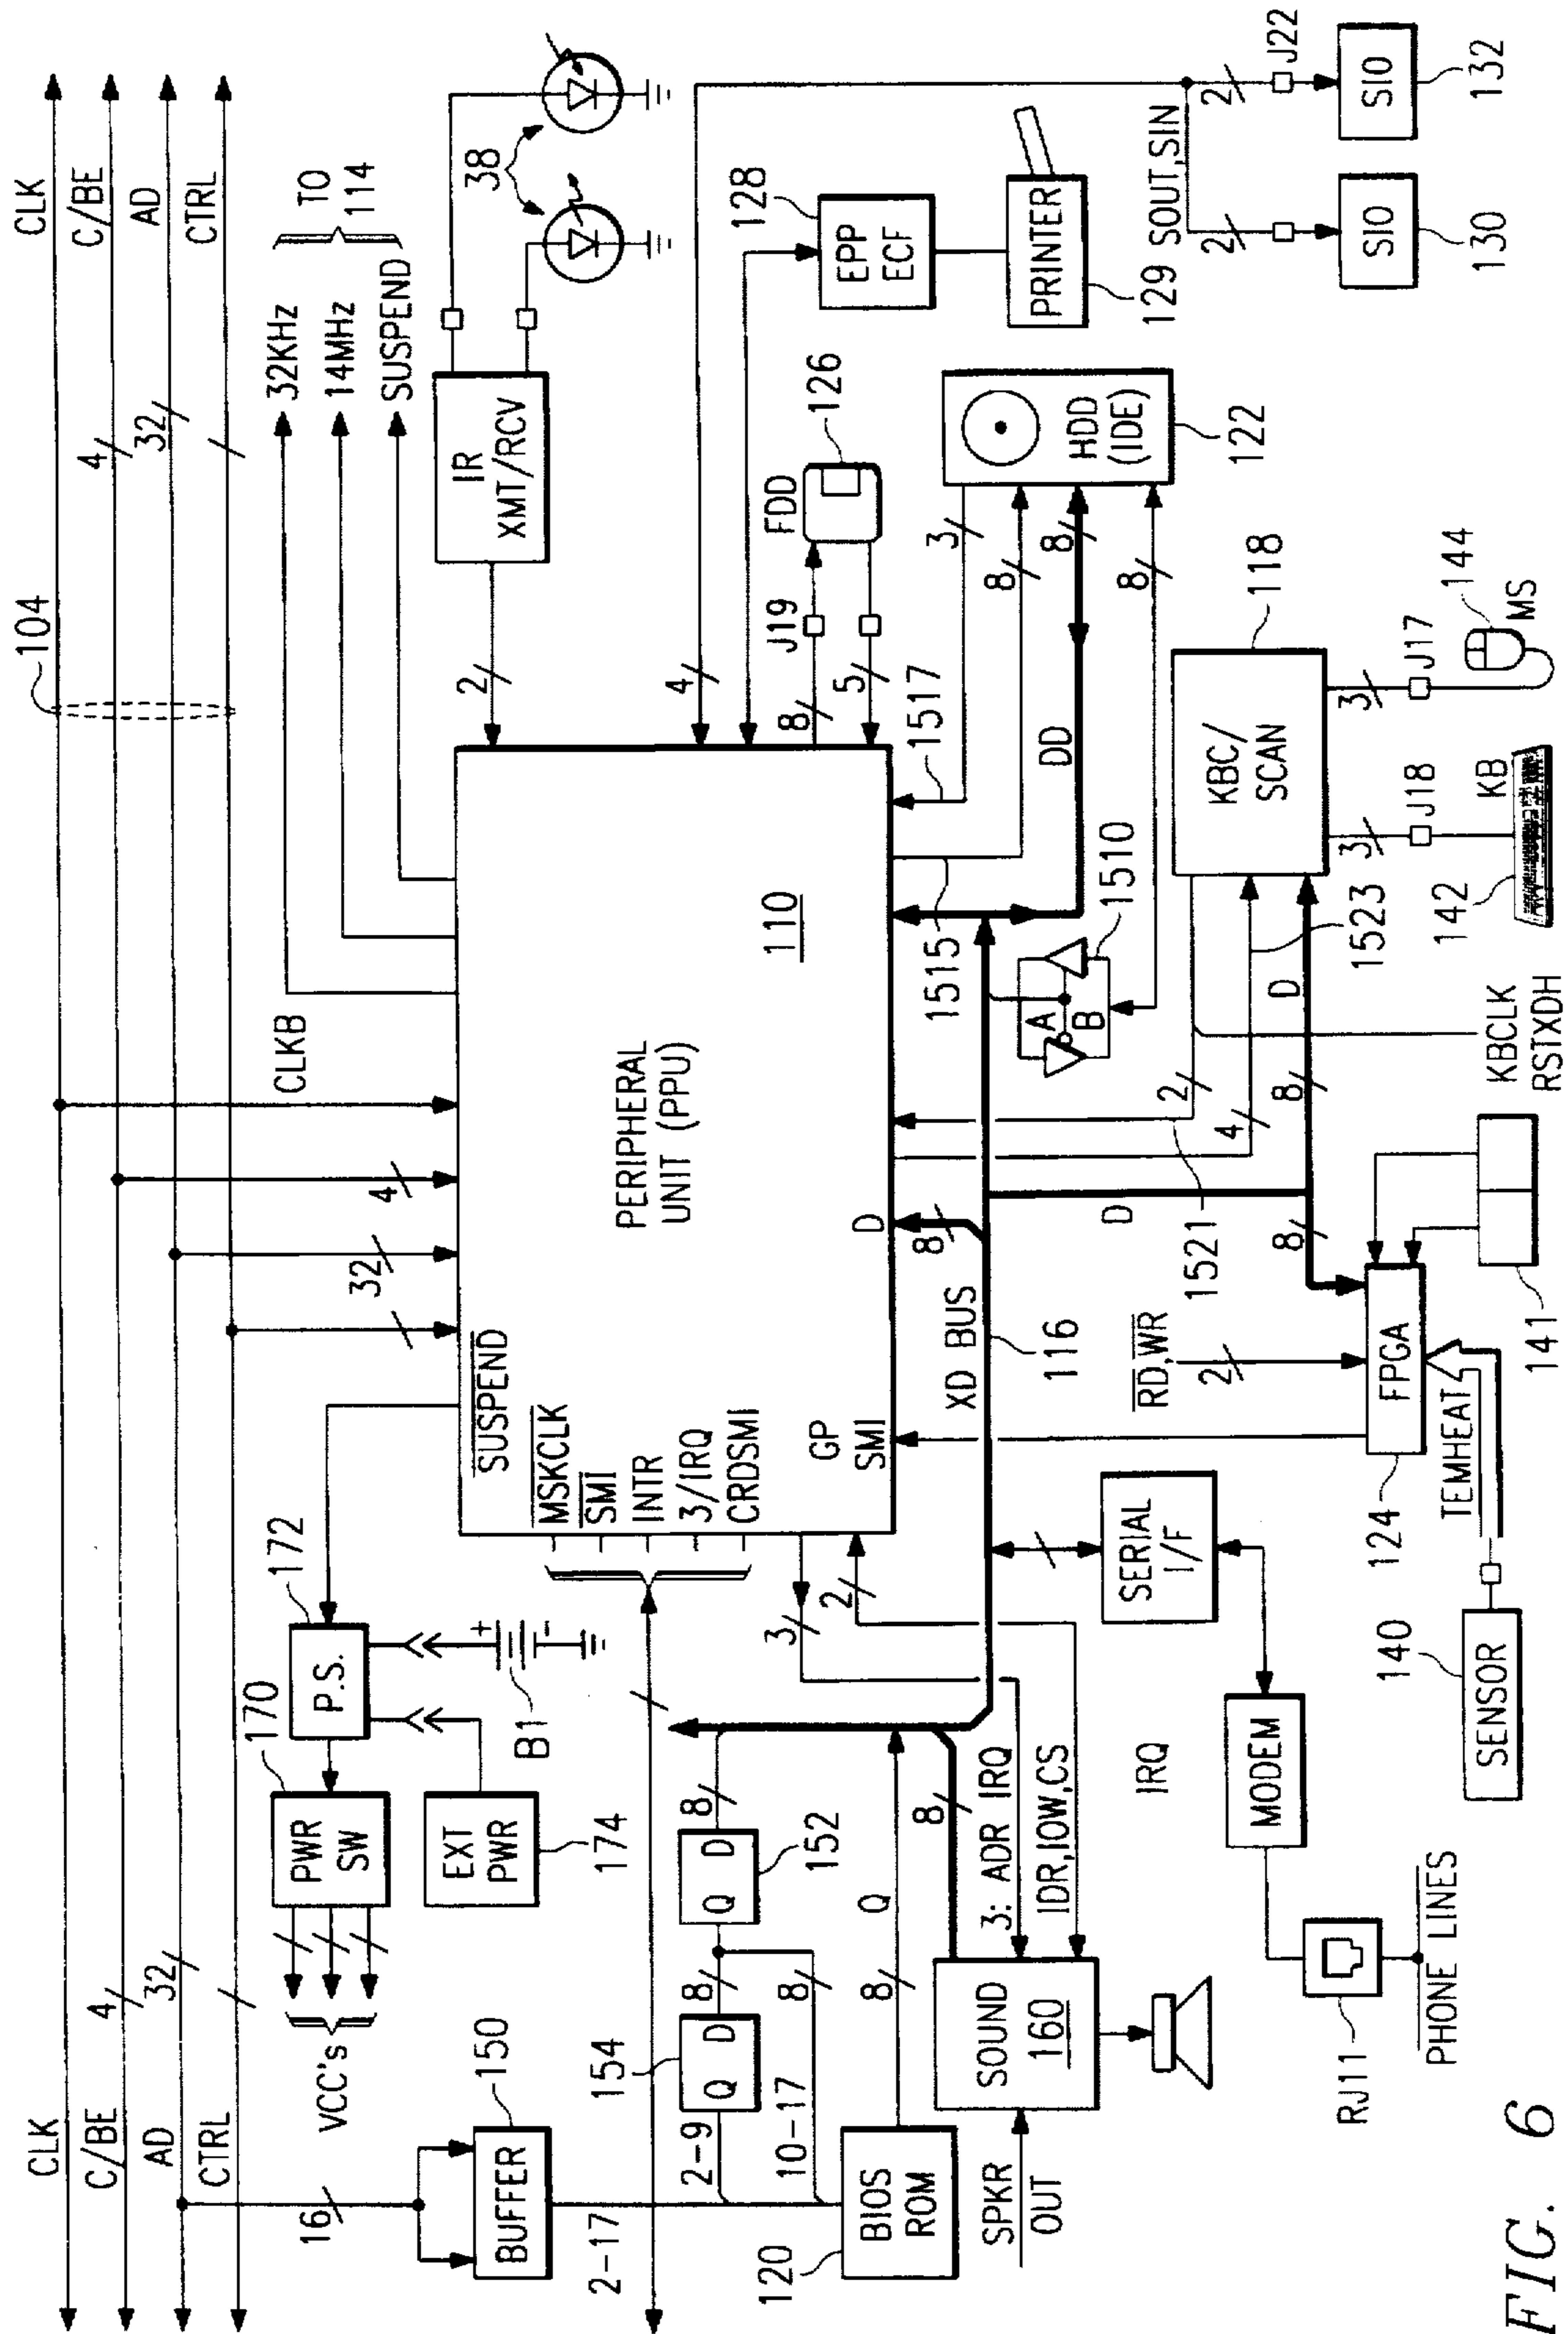 104
CLK
C/BE
AD
CTRL
4
32
CLK
C/BE
AD
CTRL
4
32
16
BUFFER
150
2-17
VCC's
PWR
SW
170
P.S.
172
EXT
PWR
174
B1
+
-
SUSPEND
MSKCLK
SMI
INTR
3/IRQ
CRDSMI
GP
SMI
D
PERIPHERAL
UNIT (PPU)
110
32
4
CLKB
32KHz
14MHz
SUSPEND
TO
114
IR
XMT/RCV
38
2
4
8
J19
5
FDD
126
EPP
ECF
128
PRINTER
129
SOUT,SIN
2
2
J22
SIO
130
SIO
132
1517
3
8
8
8
HDD
(IDE)
122
DD
1515
A
B
1510
154
Q D
8
152
Q D
8
2-9
10-17
8
BIOS
ROM
120
Q
8
SOUND
160
SPKR
OUT
8
3
2
3: ADR IRQ
IDR,IOW,CS
IRQ
XD BUS
116
8
D
SERIAL
I/F
MODEM
RJ11
PHONE LINES
SENSOR
140
TEMHEAT
FPGA
124
RD,WR
2
8
141
1521
2
4
8
D
1523
KBCLK
RSTXDH
KBC/
SCAN
118
3
J18
KB
142
3
J17
MS
144
FIG. 6